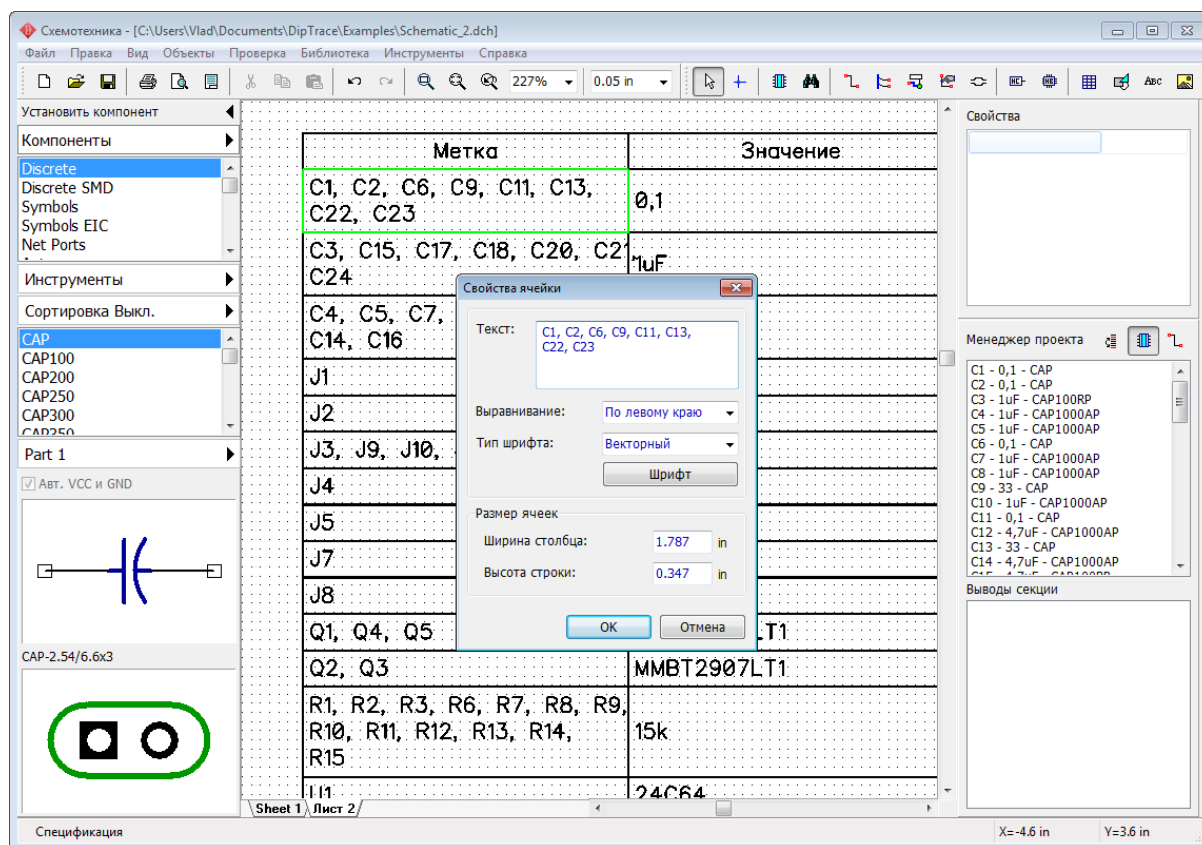 Схемотехника - [C:\Users\Vlad\Documents\DipTrace\Examples\Schematic_2.dch]
Файл Правка Вид Объекты Проверка Библиотека Инструменты Справка
227% 0.05 in ABC
Установить компонент
Компоненты
Discrete
Discrete SMD
Symbols
Symbols EIC
Net Ports
Инструменты
Сортировка Выкл.
CAP
CAP100
CAP200
CAP250
CAP300
CAP350
Part 1
Авт. VCC и GND
CAP-2.54/6.6x3
Метка Значение
C1, C2, C6, C9, C11, C13,
C22, C23
0,1
C3, C15, C17, C18, C20, C21
C24
1uF
C4, C5, C7,
C14, C16
J1
J2
J3, J9, J10,
J4
J5
J7
J8
Q1, Q4, Q5
LT1
Q2, Q3
MMBT2907LT1
R1, R2, R3, R6, R7, R8, R9,
R10, R11, R12, R13, R14,
R15
15k
U1
24C64
Sheet 1 Лист 2
Свойства ячейки
Текст:
C1, C2, C6, C9, C11, C13,
C22, C23
Выравнивание: По левому краю
Тип шрифта: Векторный
Шрифт
Размер ячеек
Ширина столбца: 1.787 in
Высота строки: 0.347 in
OK Отмена
Свойства
Менеджер проекта
C1 - 0,1 - CAP
C2 - 0,1 - CAP
C3 - 1uF - CAP100RP
C4 - 1uF - CAP1000AP
C5 - 1uF - CAP1000AP
C6 - 0,1 - CAP
C7 - 1uF - CAP1000AP
C8 - 1uF - CAP1000AP
C9 - 33 - CAP
C10 - 1uF - CAP1000AP
C11 - 0,1 - CAP
C12 - 4,7uF - CAP1000AP
C13 - 33 - CAP
C14 - 4,7uF - CAP1000AP
C15 - 4,7uF - CAP100RP
Выводы секции
Спецификация X=-4.6 in Y=3.6 in